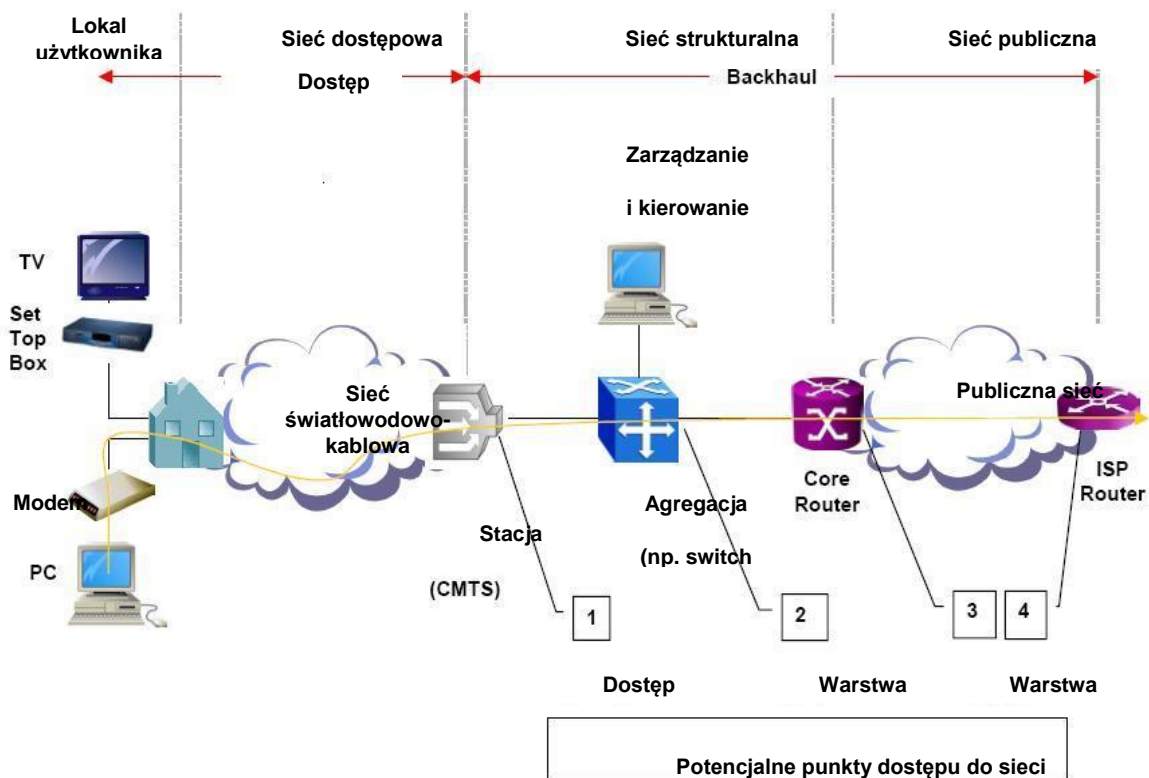 Lokal
użytkownika
Sieć dostępowa
Sieć strukturalna
Sieć publiczna
Dostęp
Backhaul
Zarządzanie
i kierowanie
TV
Set
Top
Box
Sieć
światłowodowo-
kablowa
Publiczna sieć
Modem
PC
Stacja
(CMTS)
Agregacja
(np. switch
Core
Router
ISP
Router
1
2
3
4
Dostęp
Warstwa
Warstwa
Potencjalne punkty dostępu do sieci